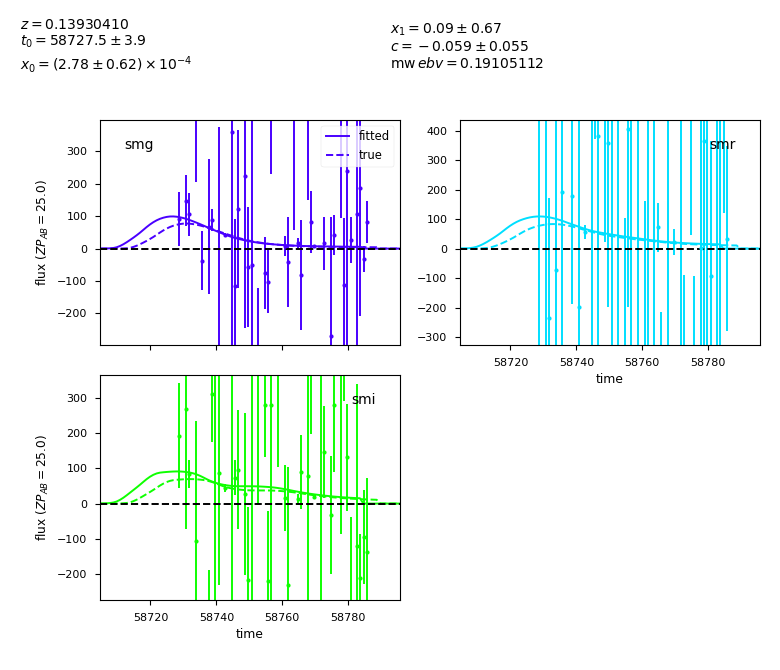 z = 0.13930410
t₀ = 58727.5 ± 3.9
x₀ = (2.78 ± 0.62) × 10⁻⁴
x₁ = 0.09 ± 0.67
c = −0.059 ± 0.055
mw ebv = 0.19105112
smg
fitted
true
300
200
100
0
−100
−200
flux (ZP_AB = 25.0)
smr
400
300
200
100
0
−100
−200
−300
58720 58740 58760 58780
time
smi
300
200
100
0
−100
−200
flux (ZP_AB = 25.0)
58720 58740 58760 58780
time